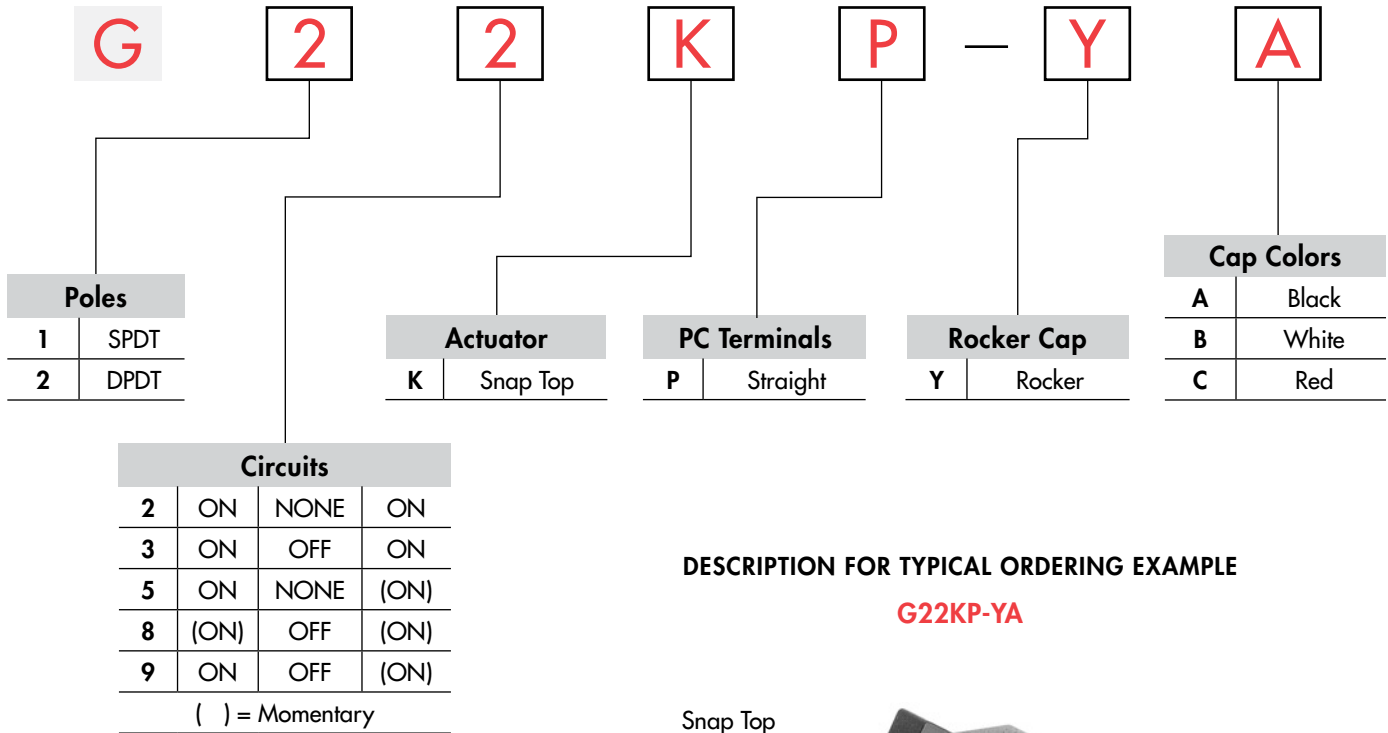 G 2 2 K P — Y A
Poles
1 SPDT
2 DPDT
Circuits
2 ON NONE ON
3 ON OFF ON
5 ON NONE (ON)
8 (ON) OFF (ON)
9 ON OFF (ON)
( ) = Momentary
Actuator
K Snap Top
PC Terminals
P Straight
Rocker Cap
Y Rocker
Cap Colors
A Black
B White
C Red
DESCRIPTION FOR TYPICAL ORDERING EXAMPLE
G22KP-YA
Snap Top